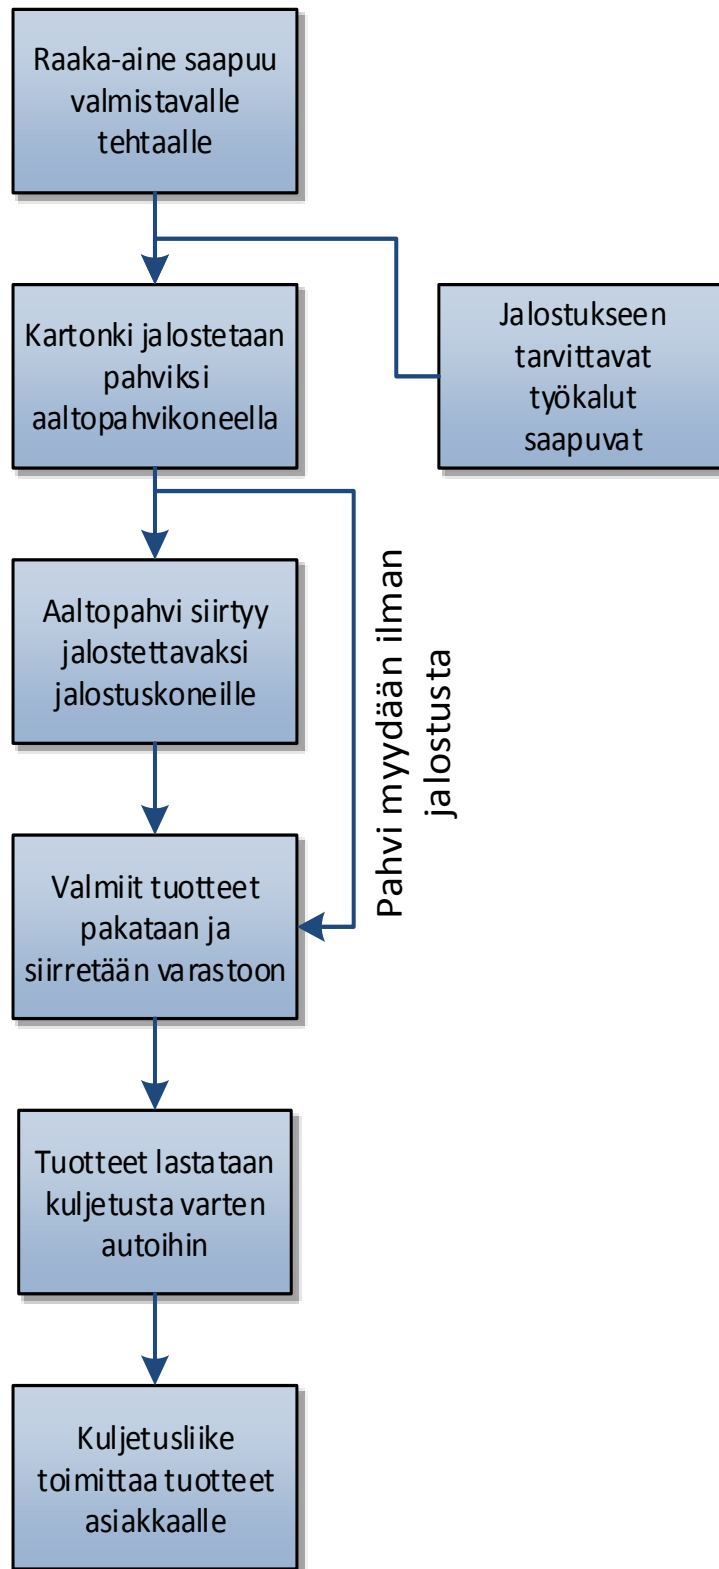 Raaka-aine saapuu
valmistavalle
tehtaalle
Kartonki jalostetaan
pahviksi
aaltopahvikoneella
Jalostukseen
tarvittavat
työkalut
saapuvat
Aaltopahvi siirtyy
jalostettavaksi
jalostuskoneille
Pahvi myydään ilman
jalostusta
Valmiit tuotteet
pakataan ja
siirretään varastoon
Tuotteet lastataan
kuljetusta varten
autoihin
Kuljetusliike
toimittaa tuotteet
asiakkaalle